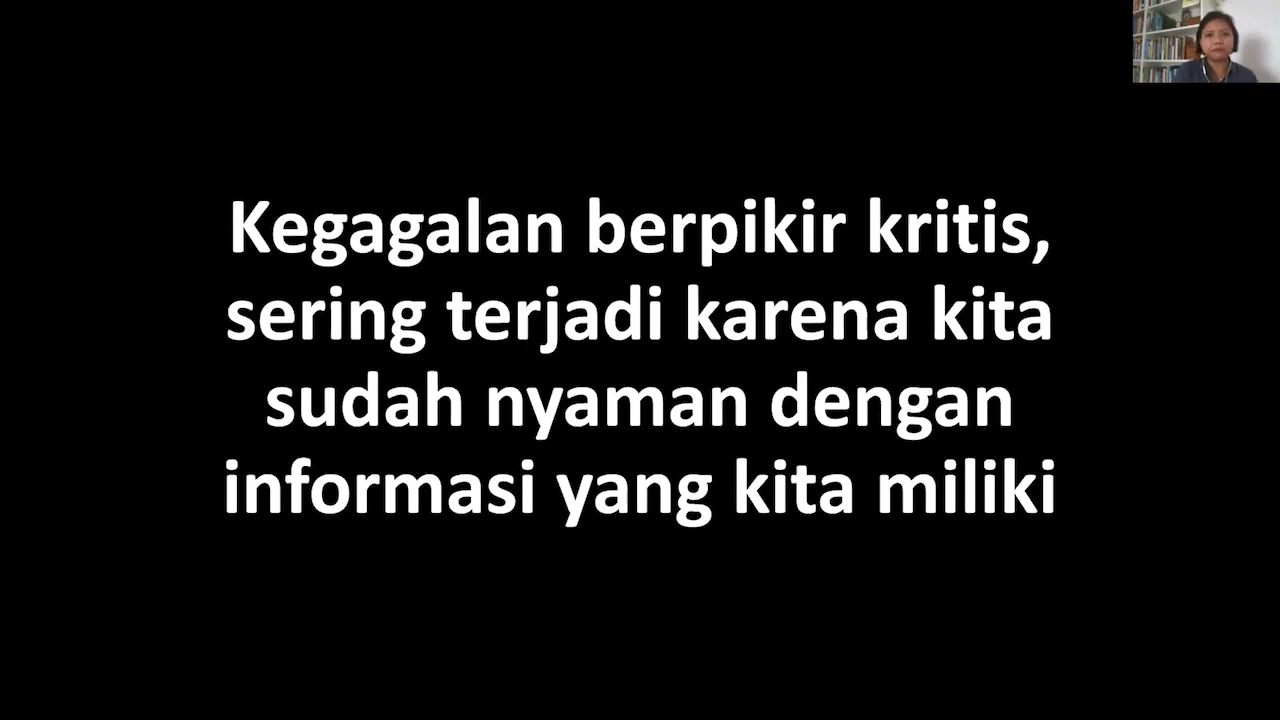 Kegagalan berpikir kritis,
sering terjadi karena kita
sudah nyaman dengan
informasi yang kita miliki